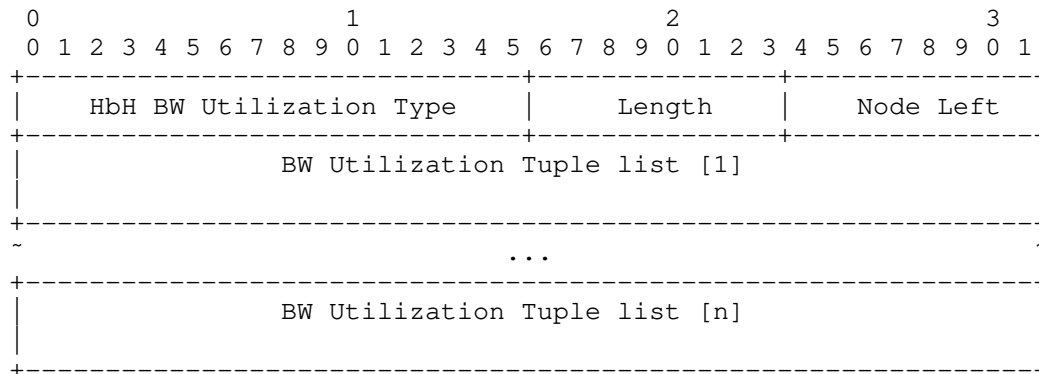 0                   1                   2                   3
0 1 2 3 4 5 6 7 8 9 0 1 2 3 4 5 6 7 8 9 0 1 2 3 4 5 6 7 8 9 0 1
+-------------------------------+---------------+----------------
|    HbH BW Utilization Type    |     Length    |    Node Left
+-------------------------------+---------------+----------------
|                BW Utilization Tuple list [1]
|
+----------------------------------------------------------------
~                              ...                              ~
+----------------------------------------------------------------
|                BW Utilization Tuple list [n]
|
+----------------------------------------------------------------